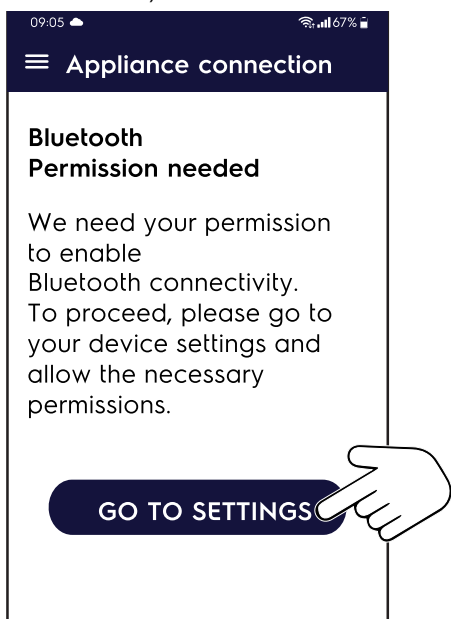 09:05 67%
Appliance connection
Bluetooth
Permission needed
We need your permission
to enable
Bluetooth connectivity.
To proceed, please go to
your device settings and
allow the necessary
permissions.
GO TO SETTINGS